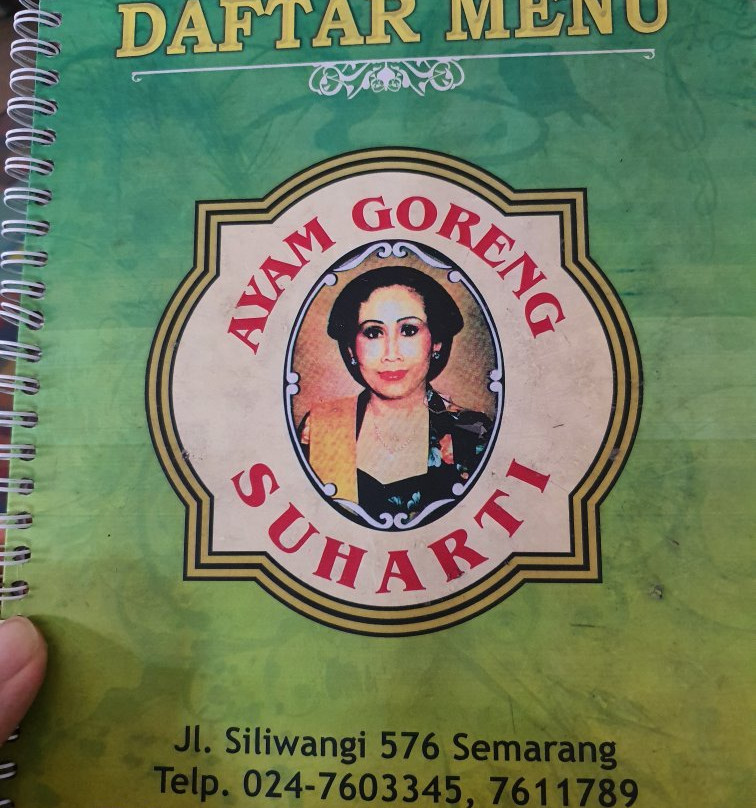 DAFTAR MENU
AYAM GORENG
SUHARTI
Jl. Siliwangi 576 Semarang
Telp. 024-7603345, 7611789